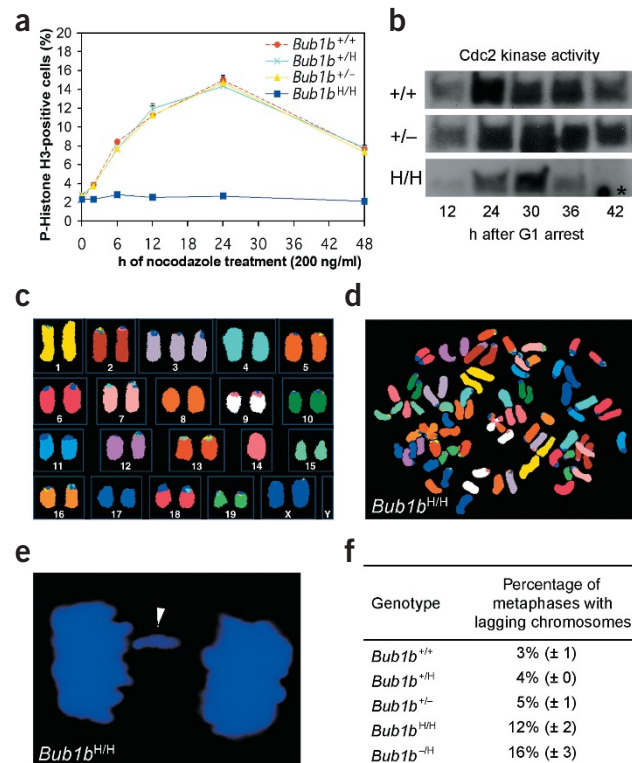 a
P-Histone H3-positive cells (%)
20
18
16
14
12
10
8
6
4
2
0
0 6 12 24 48
h of nocodazole treatment (200 ng/ml)
Bub1b+/+
Bub1b+/H
Bub1b+/–
Bub1bH/H
b
Cdc2 kinase activity
+/+
+/–
H/H
*
12 24 30 36 42
h after G1 arrest
c
1 2 3 4 5
6 7 8 9 10
11 12 13 14 15
16 17 18 19 X Y
d
Bub1bH/H
e
Bub1bH/H
f
Genotype Percentage of
metaphases with
lagging chromosomes
Bub1b+/+ 3% (± 1)
Bub1b+/H 4% (± 0)
Bub1b+/– 5% (± 1)
Bub1bH/H 12% (± 2)
Bub1b–/H 16% (± 3)